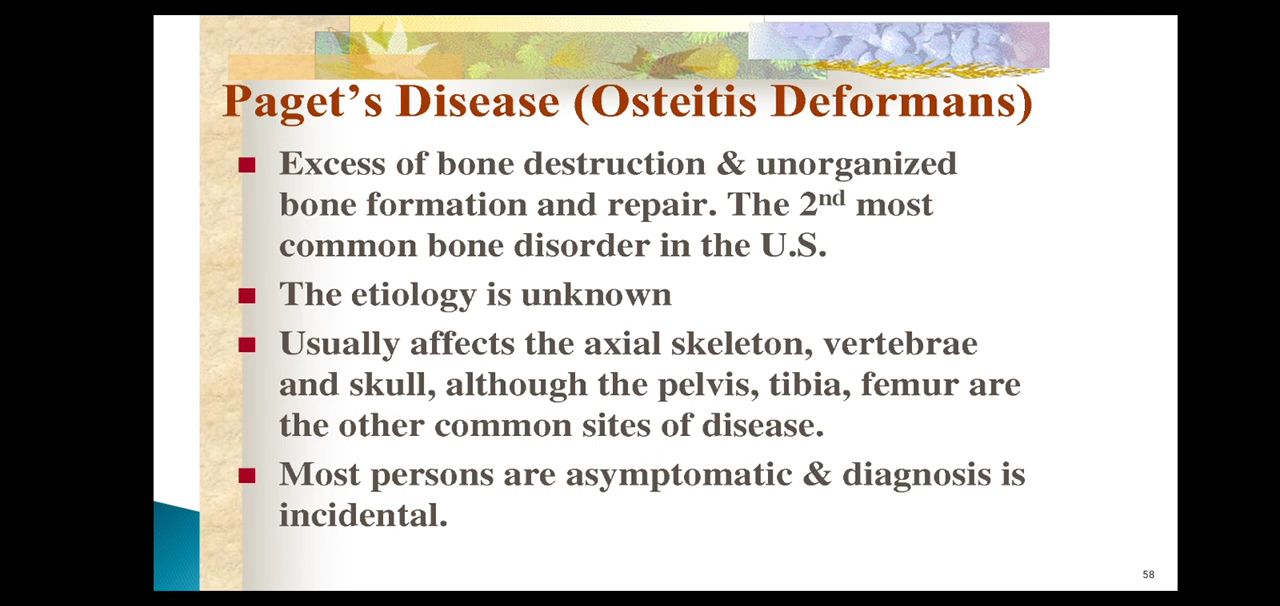 Paget's Disease (Osteitis Deformans)
Excess of bone destruction & unorganized
bone formation and repair. The 2nd most
common bone disorder in the U.S.
The etiology is unknown
Usually affects the axial skeleton, vertebrae
and skull, although the pelvis, tibia, femur are
the other common sites of disease.
Most persons are asymptomatic & diagnosis is
incidental.
58